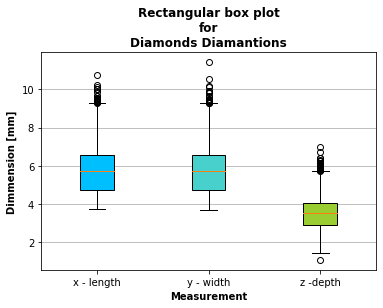 Rectangular box plot
for
Diamonds Diamantions
Dimmension [mm]
10
8
6
4
2
x - length
y - width
z -depth
Measurement